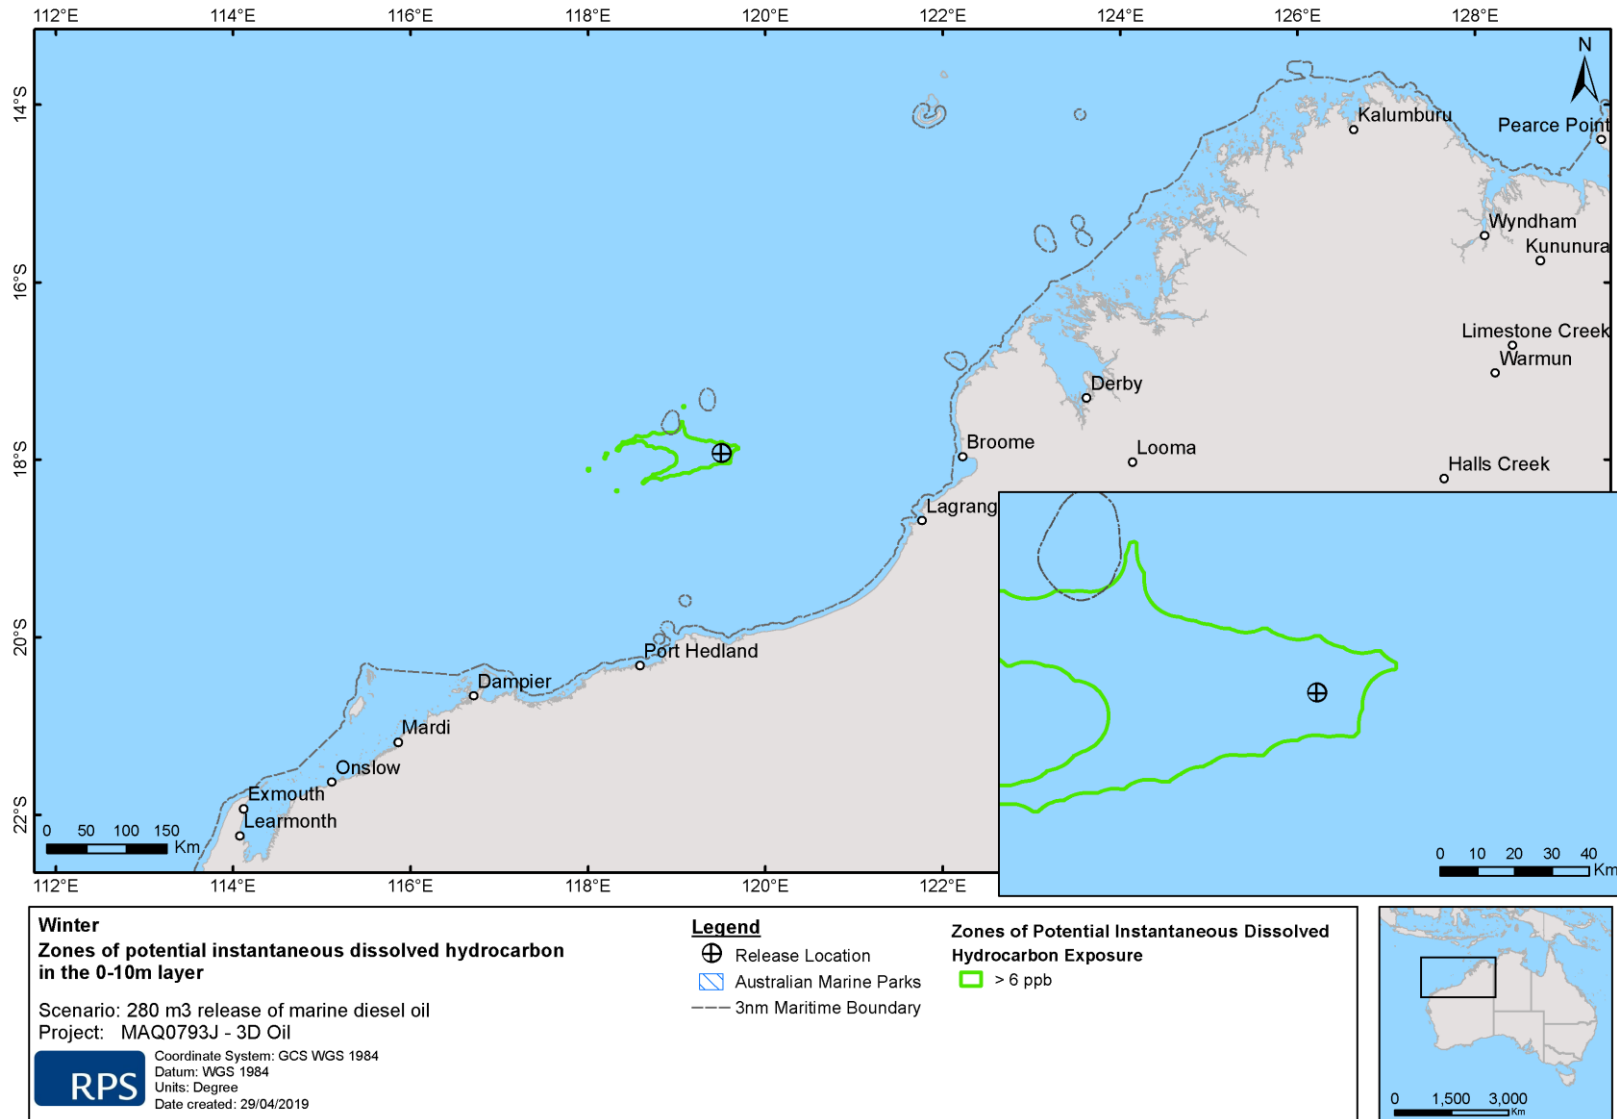 112°E 114°E 116°E 118°E 120°E 122°E 124°E 126°E 128°E
N
14°S
Kalumburu
Pearce Point
Wyndham
Kununura
16°S
Limestone Creek
Warmun
Derby
Broome
Looma
Halls Creek
18°S
Lagrang
20°S
Port Hedland
Dampier
Mardi
Onslow
Exmouth
Learmonth
22°S
0 50 100 150
Km
0 10 20 30 40
Km
112°E 114°E 116°E 118°E 120°E 122°E
Winter
Zones of potential instantaneous dissolved hydrocarbon
in the 0-10m layer
Scenario: 280 m3 release of marine diesel oil
Project: MAQ0793J - 3D Oil
RPS
Coordinate System: GCS WGS 1984
Datum: WGS 1984
Units: Degree
Date created: 29/04/2019
Legend
Release Location
Australian Marine Parks
3nm Maritime Boundary
Zones of Potential Instantaneous Dissolved
Hydrocarbon Exposure
> 6 ppb
0 1,500 3,000
Km